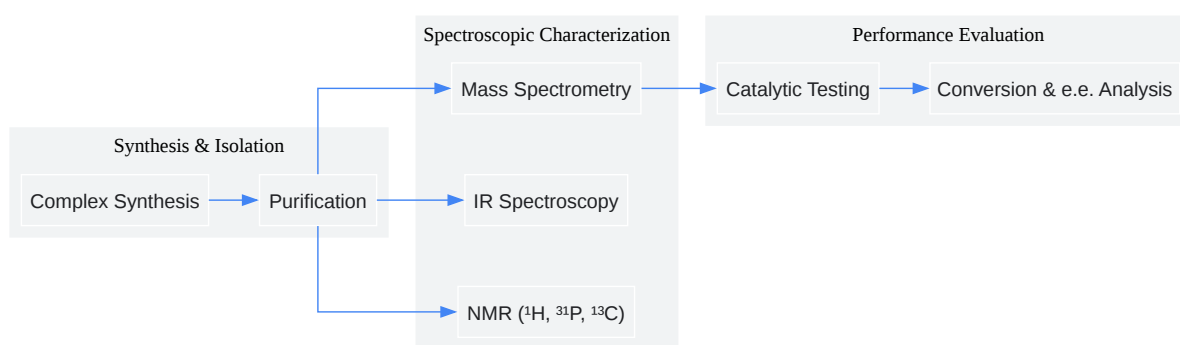 Synthesis & Isolation
Complex Synthesis
Purification
Spectroscopic Characterization
Mass Spectrometry
IR Spectroscopy
NMR (¹H, ³¹P, ¹³C)
Performance Evaluation
Catalytic Testing
Conversion & e.e. Analysis